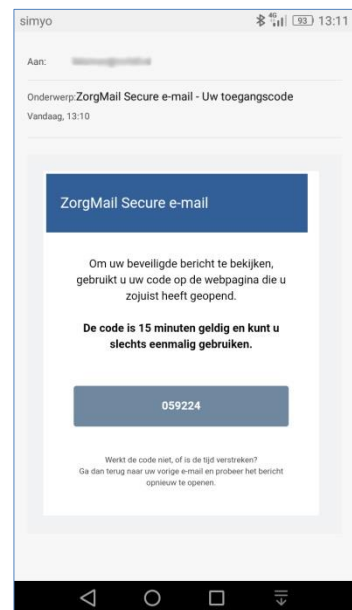 simyo 4G 93 13:11
Aan:
Onderwerp:ZorgMail Secure e-mail - Uw toegangscode
Vandaag, 13:10
ZorgMail Secure e-mail
Om uw beveiligde bericht te bekijken,
gebruikt u uw code op de webpagina die u
zojuist heeft geopend.
De code is 15 minuten geldig en kunt u
slechts eenmalig gebruiken.
059224
Werkt de code niet, of is de tijd verstreken?
Ga dan terug naar uw vorige e-mail en probeer het bericht
opnieuw te openen.